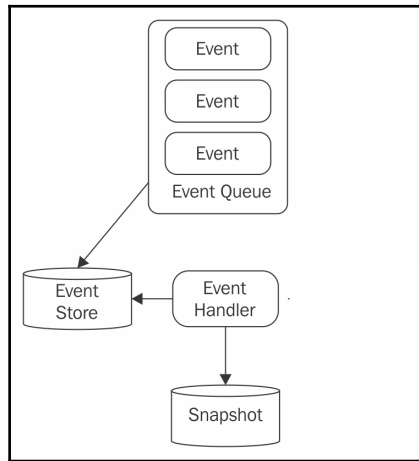 Event
Event
Event
Event Queue
Event
Store
Event
Handler
Snapshot